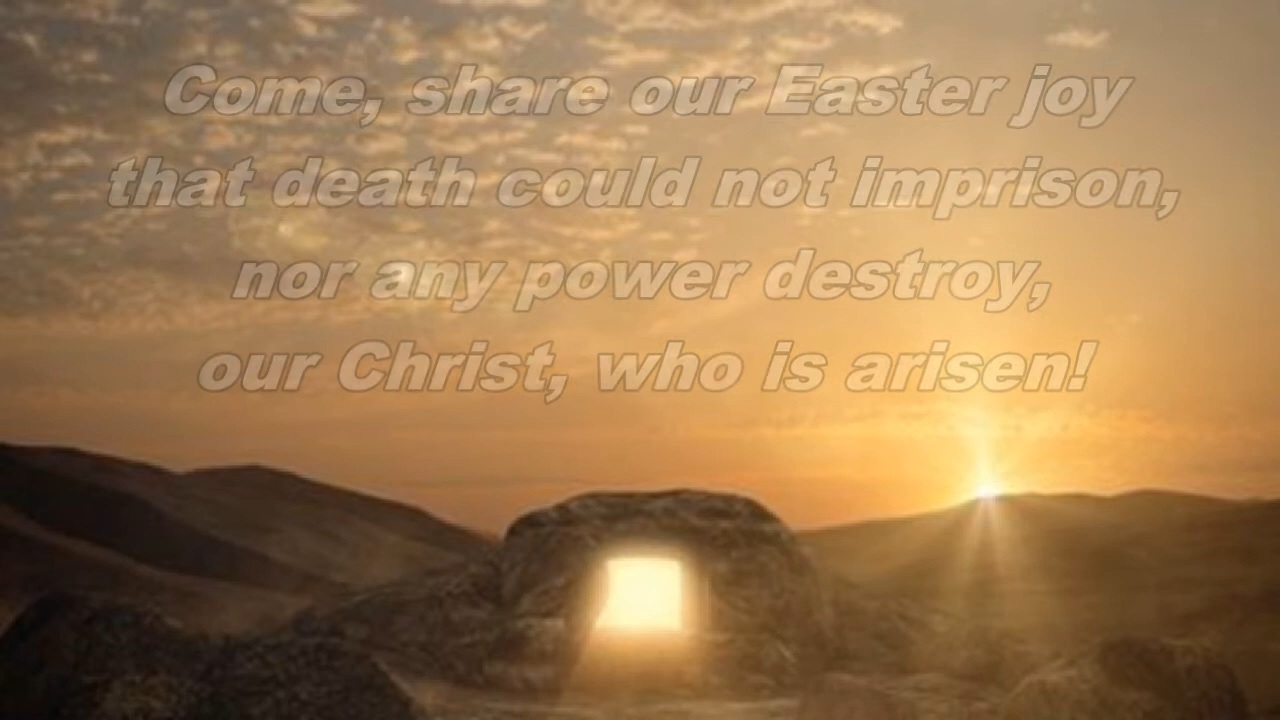 Come, share our Easter joy
that death could not imprison,
nor any power destroy,
our Christ, who is arisen!